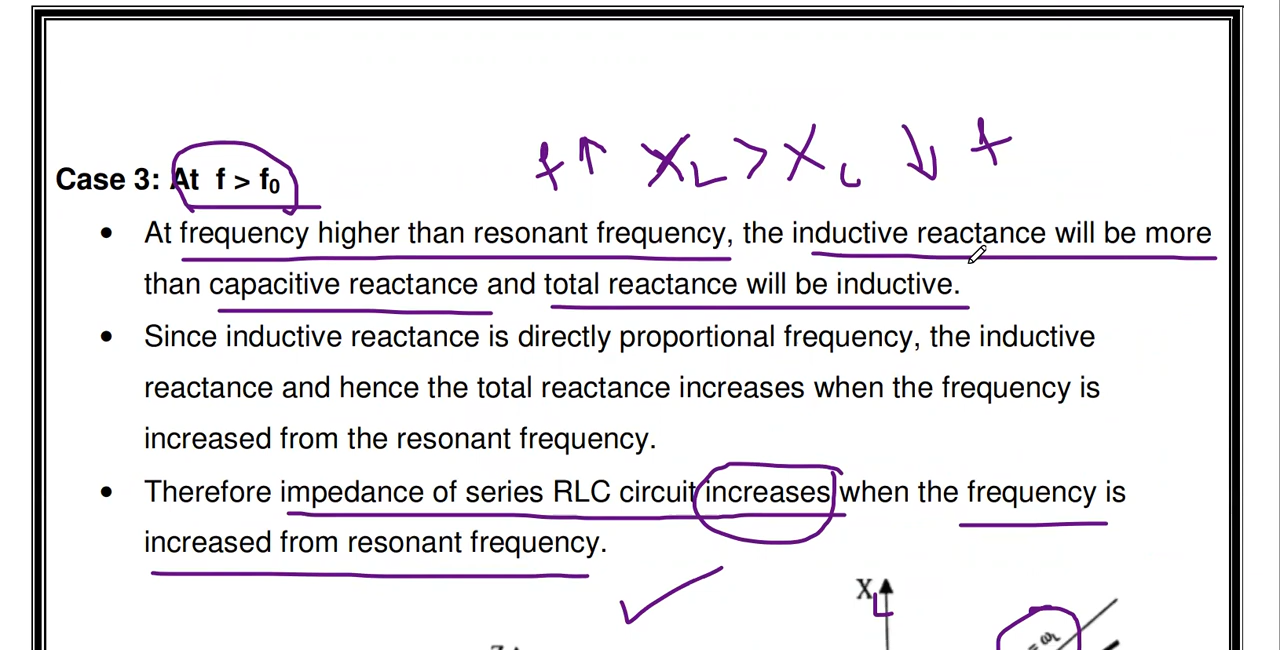 f↑ XL > XC ↓ f
Case 3: At f > f₀
• At frequency higher than resonant frequency, the inductive reactance will be more
than capacitive reactance and total reactance will be inductive.
• Since inductive reactance is directly proportional frequency, the inductive
reactance and hence the total reactance increases when the frequency is
increased from the resonant frequency.
• Therefore impedance of series RLC circuit increases when the frequency is
increased from resonant frequency.
XL